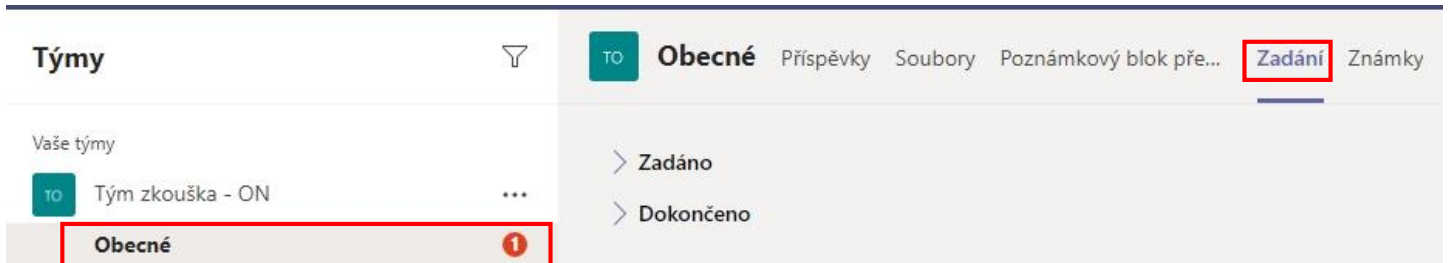 Týmy
TO Obecné Příspěvky Soubory Poznámkový blok pře... Zadání Známky
Vaše týmy
TO Tým zkouška - ON ...
Obecné 1
Zadáno
Dokončeno